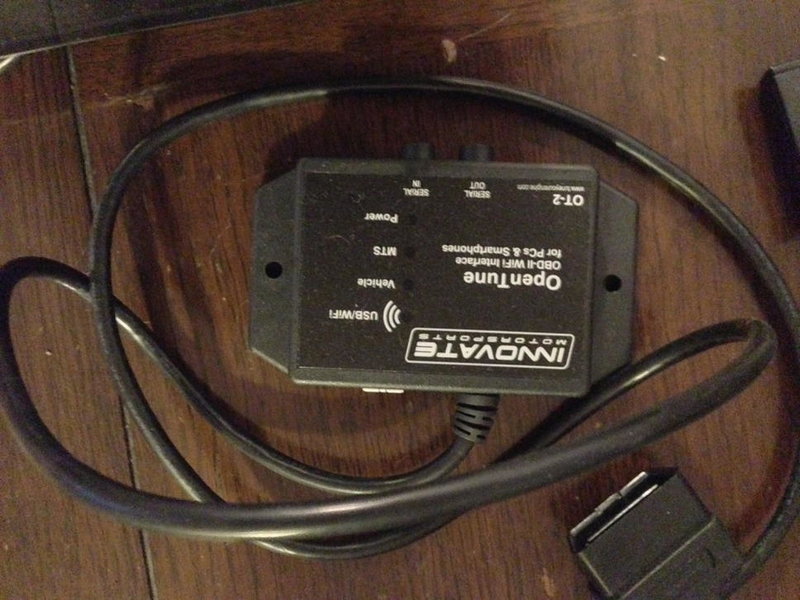 INNOVATE
MOTORSPORTS
OpenTune
OBD-II WiFi Interface
for PCs & Smartphones
OT-2
www.tuneyourengine.com
USB/WiFi
Vehicle
MTS
Power
SERIAL
OUT
SERIAL
IN